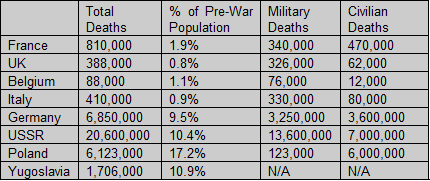 Total Deaths | % of Pre-War Population | Military Deaths | Civilian Deaths
France | 810,000 | 1.9% | 340,000 | 470,000
UK | 388,000 | 0.8% | 326,000 | 62,000
Belgium | 88,000 | 1.1% | 76,000 | 12,000
Italy | 410,000 | 0.9% | 330,000 | 80,000
Germany | 6,850,000 | 9.5% | 3,250,000 | 3,600,000
USSR | 20,600,000 | 10.4% | 13,600,000 | 7,000,000
Poland | 6,123,000 | 17.2% | 123,000 | 6,000,000
Yugoslavia | 1,706,000 | 10.9% | N/A | N/A